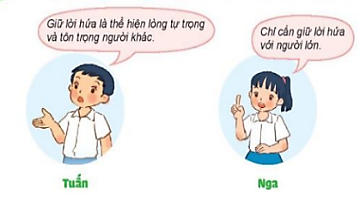 Giữ lời hứa là thể hiện lòng tự trọng
và tôn trọng người khác.
Chỉ cần giữ lời hứa
với người lớn.
Tuấn
Nga